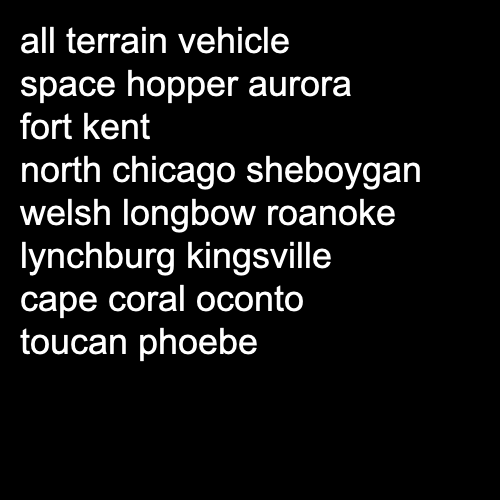 all terrain vehicle
space hopper aurora
fort kent
north chicago sheboygan
welsh longbow roanoke
lynchburg kingsville
cape coral oconto
toucan phoebe